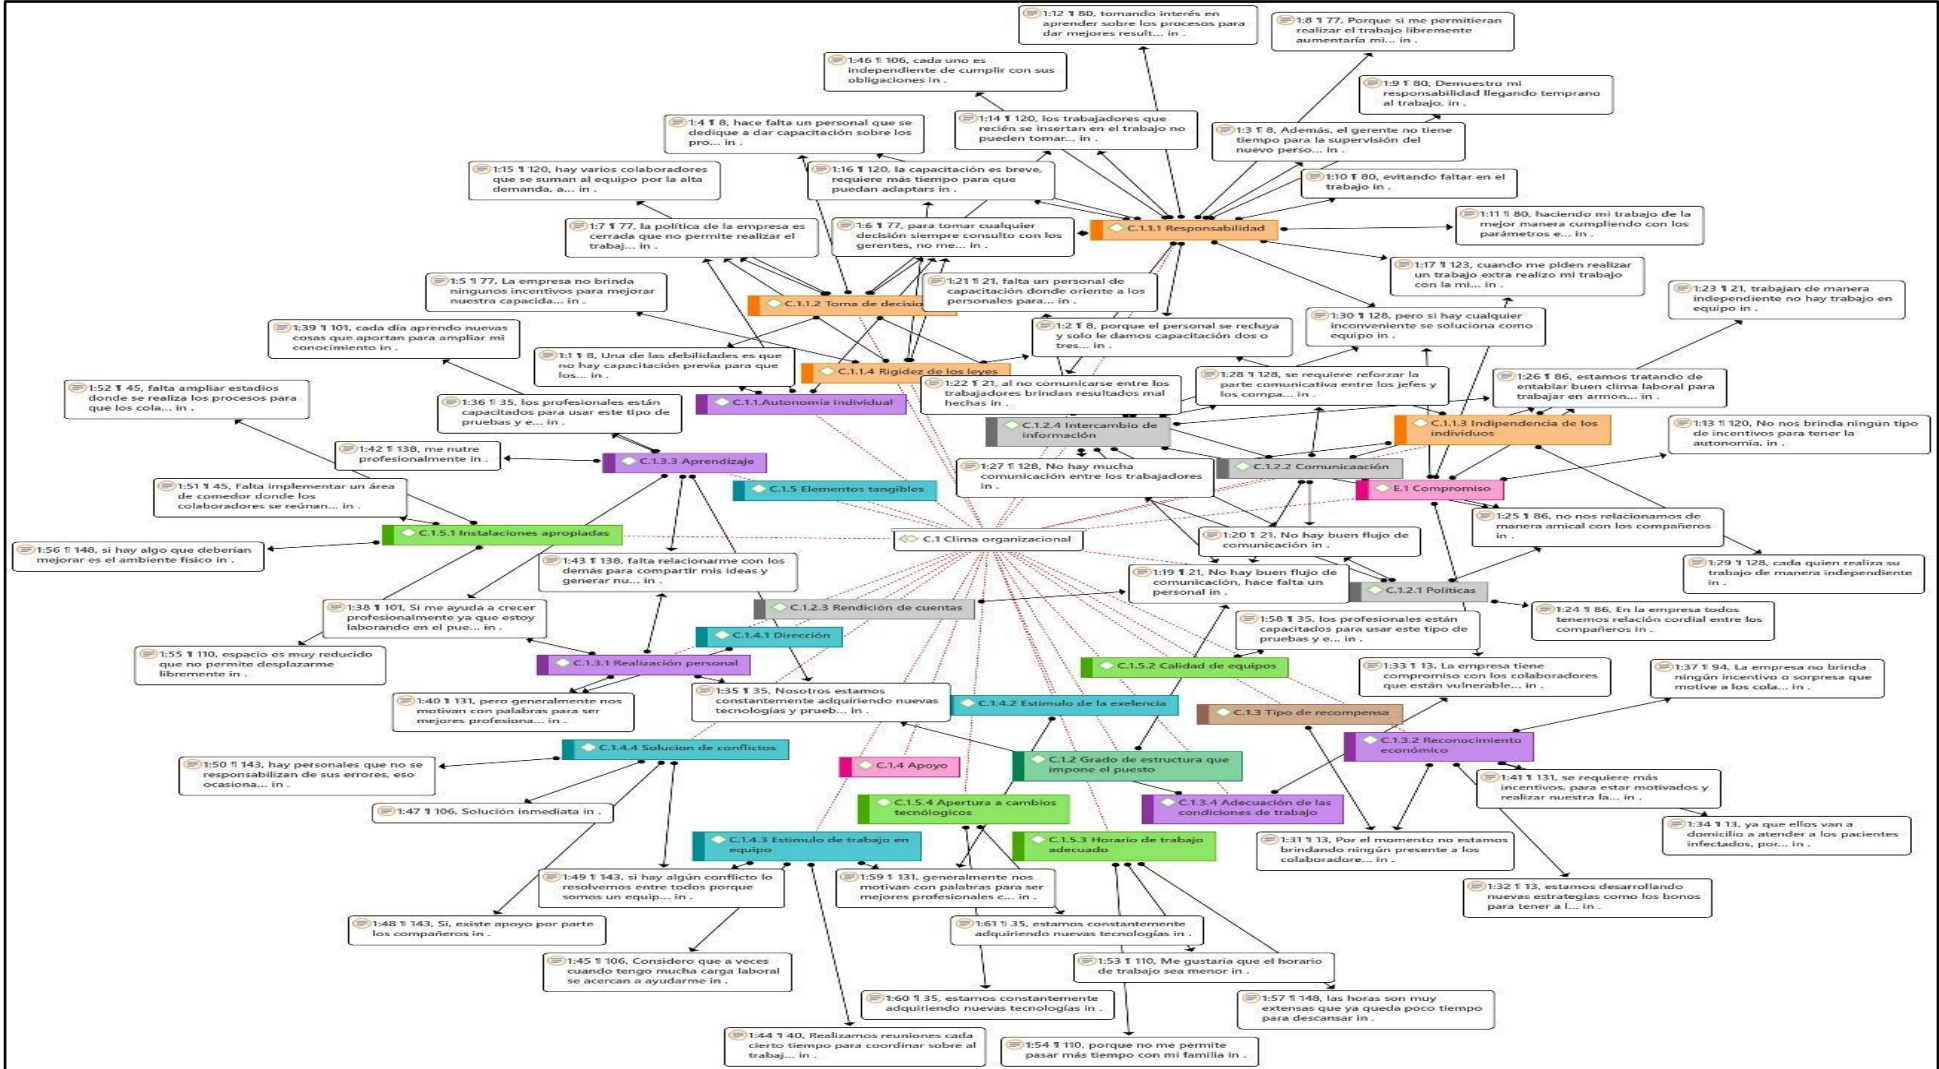 1:12 ¶ 80, tomando interés en
aprender sobre los procesos para
dar mejores result... in .
1:8 ¶ 77, Porque si me permitieran
realizar el trabajo libremente
aumentaría mi... in .
1:46 ¶ 106, cada uno es
independiente de cumplir con sus
obligaciones in .
1:9 ¶ 80, Demuestro mi
responsabilidad llegando temprano
al trabajo, in .
1:4 ¶ 8, hace falta un personal que se
dedique a dar capacitación sobre los
pro... in .
1:14 ¶ 120, los trabajadores que
recién se insertan en el trabajo no
pueden tomar... in .
1:3 ¶ 8, Además, el gerente no tiene
tiempo para la supervisión del
nuevo perso... in .
1:15 ¶ 120, hay varios colaboradores
que se suman al equipo por la alta
demanda, a... in .
1:16 ¶ 120, la capacitación es breve,
requiere más tiempo para que
puedan adaptars in .
1:10 ¶ 80, evitando faltar en el
trabajo in .
1:7 ¶ 77, la política de la empresa es
cerrada que no permite realizar el
trabaj... in .
1:6 ¶ 77, para tomar cualquier
decisión siempre consulto con los
gerentes, no me... in .
C.1.1.1 Responsabilidad
1:11 ¶ 80, haciendo mi trabajo de la
mejor manera cumpliendo con los
parámetros e... in .
1:5 ¶ 77, La empresa no brinda
ningunos incentivos para mejorar
nuestra capacida... in .
C.1.1.2 Toma de decisio
1:21 ¶ 21, falta un personal de
capacitación donde oriente a los
personales para... in .
1:17 ¶ 123, cuando me piden realizar
un trabajo extra realizo mi trabajo
con la mi... in .
1:23 ¶ 21, trabajan de manera
independiente no hay trabajo en
equipo in .
1:39 ¶ 101, cada día aprendo nuevas
cosas que aportan para ampliar mi
conocimiento in .
1:2 ¶ 8, porque el personal se recluya
y solo le damos capacitación dos o
tres... in .
1:30 ¶ 128, pero si hay cualquier
inconveniente se soluciona como
equipo in .
1:1 ¶ 8, Una de las debilidades es que
no hay capacitación previa para que
los... in .
C.1.1.4 Rigidez de los leyes
1:52 ¶ 45, falta ampliar estadios
donde se realiza los procesos para
que los cola... in .
1:36 ¶ 35, los profesionales están
capacitados para usar este tipo de
pruebas y e... in .
C.1.1.Autonomia individual
1:22 ¶ 21, al no comunicarse entre los
trabajadores brindan resultados mal
hechas in .
1:28 ¶ 128, se requiere reforzar la
parte comunicativa entre los jefes y
los compa... in .
1:26 ¶ 86, estamos tratando de
entablar buen clima laboral para
trabajar en armon... in .
C.1.2.4 Intercambio de
información
C.1.1.3 Indipendencia de los
individuos
1:13 ¶ 120, No nos brinda ningún tipo
de incentivos para tener la
autonomía, in .
1:42 ¶ 138, me nutre
profesionalmente in .
C.1.3.3 Aprendizaje
1:27 ¶ 128, No hay mucha
comunicación entre los trabajadores
in .
C.1.2.2 Comunicaación
1:51 ¶ 45, Falta implementar un área
de comedor donde los
colaboradores se reúnan... in .
C.1.5 Elementos tangibles
E.1 Compromiso
C.1.5.1 Instalaciones apropiadas
C.1 Clima organizacional
1:20 ¶ 21, No hay buen flujo de
comunicación in .
1:25 ¶ 86, no nos relacionamos de
manera amical con los compañeros
in .
1:56 ¶ 148, si hay algo que deberían
mejorar es el ambiente físico in .
1:43 ¶ 138, falta relacionarme con los
demás para compartir mis ideas y
generar nu... in .
1:19 ¶ 21, No hay buen flujo de
comunicación, hace falta un
personal in .
1:29 ¶ 128, cada quien realiza su
trabajo de manera independiente
in .
C.1.2.1 Políticas
1:38 ¶ 101, Si me ayuda a crecer
profesionalmente ya que estoy
laborando en el pue... in .
C.1.2.3 Rendición de cuentas
1:24 ¶ 86, En la empresa todos
tenemos relación cordial entre los
compañeros in .
C.1.4.1 Dirección
1:58 ¶ 35, los profesionales están
capacitados para usar este tipo de
pruebas y e... in .
1:55 ¶ 110, espacio es muy reducido
que no permite desplazarme
libremente in .
C.1.3.1 Realización personal
C.1.5.2 Calidad de equipos
1:33 ¶ 13, La empresa tiene
compromiso con los colaboradores
que están vulnerable... in .
1:37 ¶ 94, La empresa no brinda
ningún incentivo o sorpresa que
motive a los cola... in .
1:40 ¶ 131, pero generalmente nos
motivan con palabras para ser
mejores profesiona... in .
1:35 ¶ 35, Nosotros estamos
constantemente adquiriendo nuevas
tecnologías y prueb... in .
C.1.4.2 Estimulo de la exelencia
C.1.3 Tipo de recompensa
C.1.4.4 Solucion de conflictos
C.1.3.2 Reconocimiento
económico
1:50 ¶ 143, hay personales que no se
responsabilizan de sus errores, eso
ocasiona... in .
C.1.4 Apoyo
C.1.2 Grado de estructura que
impone el puesto
1:41 ¶ 131, se requiere más
incentivos, para estar motivados y
realizar nuestra la... in .
1:47 ¶ 106, Solución inmediata in .
C.1.5.4 Apertura a cambios
tecnólogicos
C.1.3.4 Adecuación de las
condiciones de trabajo
1:34 ¶ 13, ya que ellos van a
domicilio a atender a los pacientes
infectados, por... in .
C.1.4.3 Estimulo de trabajo en
equipo
C.1.5.3 Horario de trabajo
adecuado
1:31 ¶ 13, Por el momento no estamos
brindando ningún presente a los
colaboradore... in .
1:49 ¶ 143, si hay algún conflicto lo
resolvemos entre todos porque
somos un equip... in .
1:59 ¶ 131, generalmente nos
motivan con palabras para ser
mejores profesionales c... in .
1:32 ¶ 13, estamos desarrollando
nuevas estrategias como los bonos
para tener a l... in .
1:48 ¶ 143, Si, existe apoyo por parte
los compañeros in .
1:61 ¶ 35, estamos constantemente
adquiriendo nuevas tecnologías in .
1:45 ¶ 106, Considero que a veces
cuando tengo mucha carga laboral
se acercan a ayudarme in .
1:53 ¶ 110, Me gustaria que el horario
de trabajo sea menor in .
1:60 ¶ 35, estamos constantemente
adquiriendo nuevas tecnologías in .
1:57 ¶ 148, las horas son muy
extensas que ya queda poco tiempo
para descansar in .
1:44 ¶ 40, Realizamos reuniones cada
cierto tiempo para coordinar sobre al
trabaj... in .
1:54 ¶ 110, porque no me permite
pasar más tiempo con mi familia in .